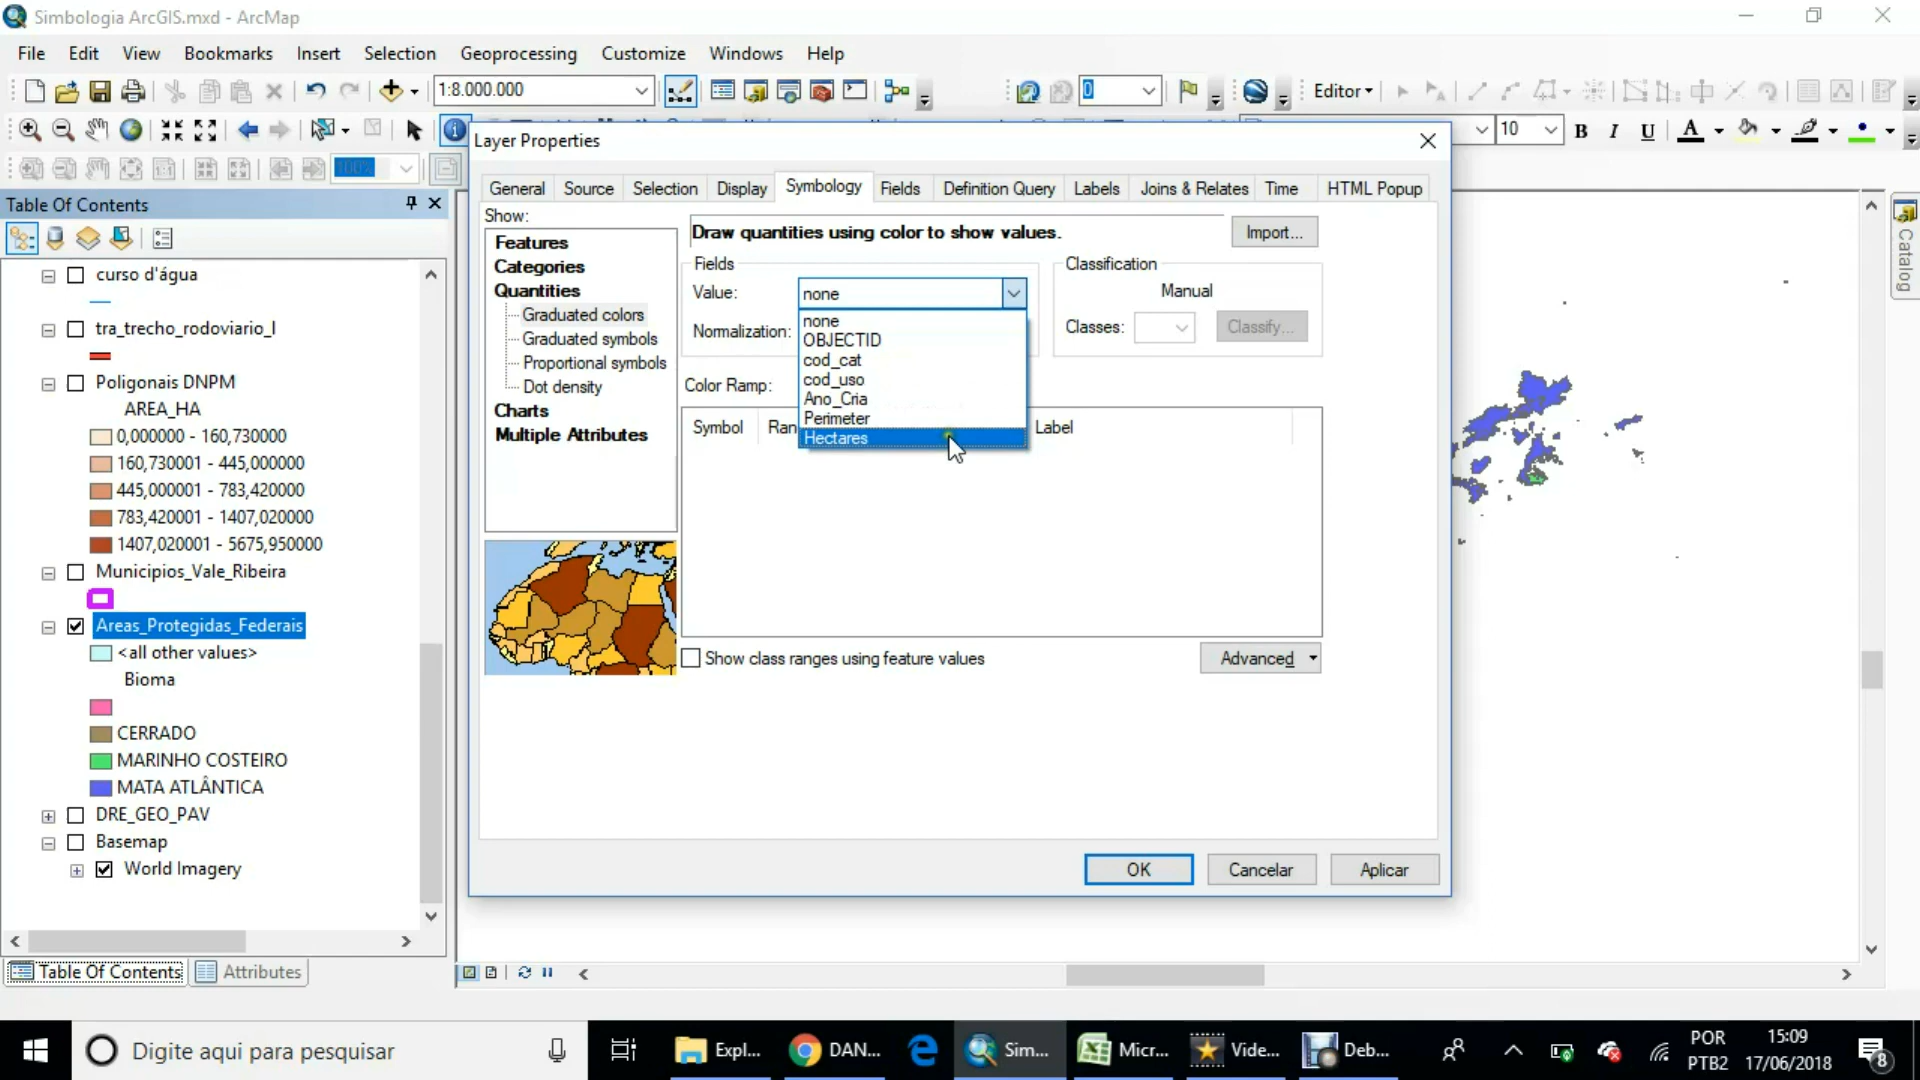 Simbologia ArcGIS.mxd - ArcMap
File Edit View Bookmarks Insert Selection Geoprocessing Customize Windows Help
1:8.000.000
0
Editor
10
B I U A
100%
Table Of Contents
curso d'água
tra_trecho_rodoviario_l
Poligonais DNPM
AREA_HA
0,000000 - 160,730000
160,730001 - 445,000000
445,000001 - 783,420000
783,420001 - 1407,020000
1407,020001 - 5675,950000
Municipios_Vale_Ribeira
Areas_Protegidas_Federais
<all other values>
Bioma
CERRADO
MARINHO COSTEIRO
MATA ATLÂNTICA
DRE_GEO_PAV
Basemap
World Imagery
Table Of Contents
Attributes
Layer Properties
General Source Selection Display Symbology Fields Definition Query Labels Joins & Relates Time HTML Popup
Show:
Features
Categories
Quantities
Graduated colors
Graduated symbols
Proportional symbols
Dot density
Charts
Multiple Attributes
Draw quantities using color to show values.
Import...
Fields
Value: none
Normalization:
none
OBJECTID
cod_cat
cod_uso
Ano_Cria
Perimeter
Hectares
Classification
Manual
Classes:
Classify...
Color Ramp:
Symbol Ran Label
Show class ranges using feature values
Advanced
OK Cancelar Aplicar
Catalog
Digite aqui para pesquisar
Expl...
DAN...
Sim...
Micr...
Vide...
Deb...
POR
PTB2
15:09
17/06/2018
8